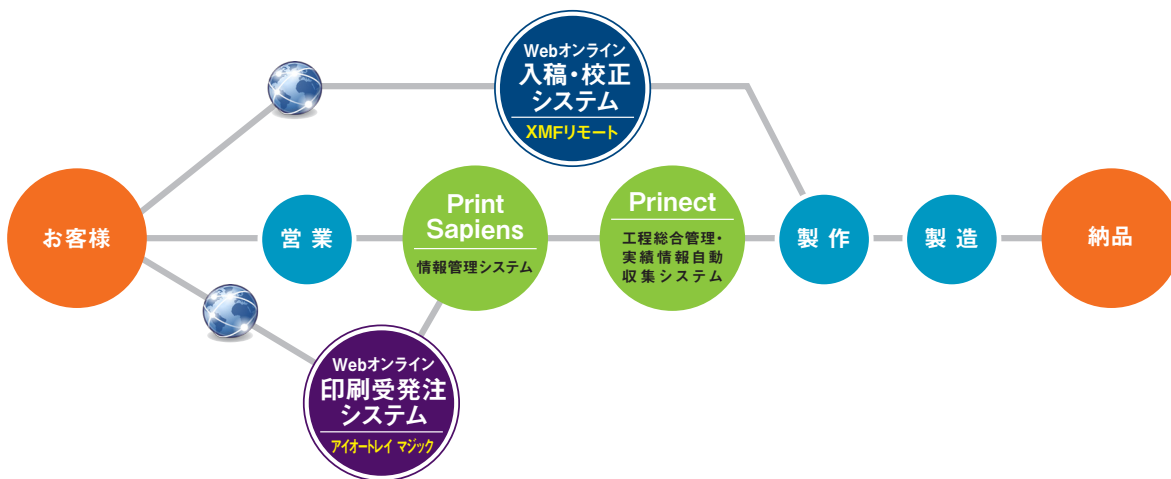 Webオンライン
入稿・校正
システム
XMFリモート
お客様
営業
Print
Sapiens
情報管理システム
Prinect
工程総合管理・
実績情報自動
収集システム
製作
製造
納品
Webオンライン
印刷受発注
システム
アイオートレイ マジック